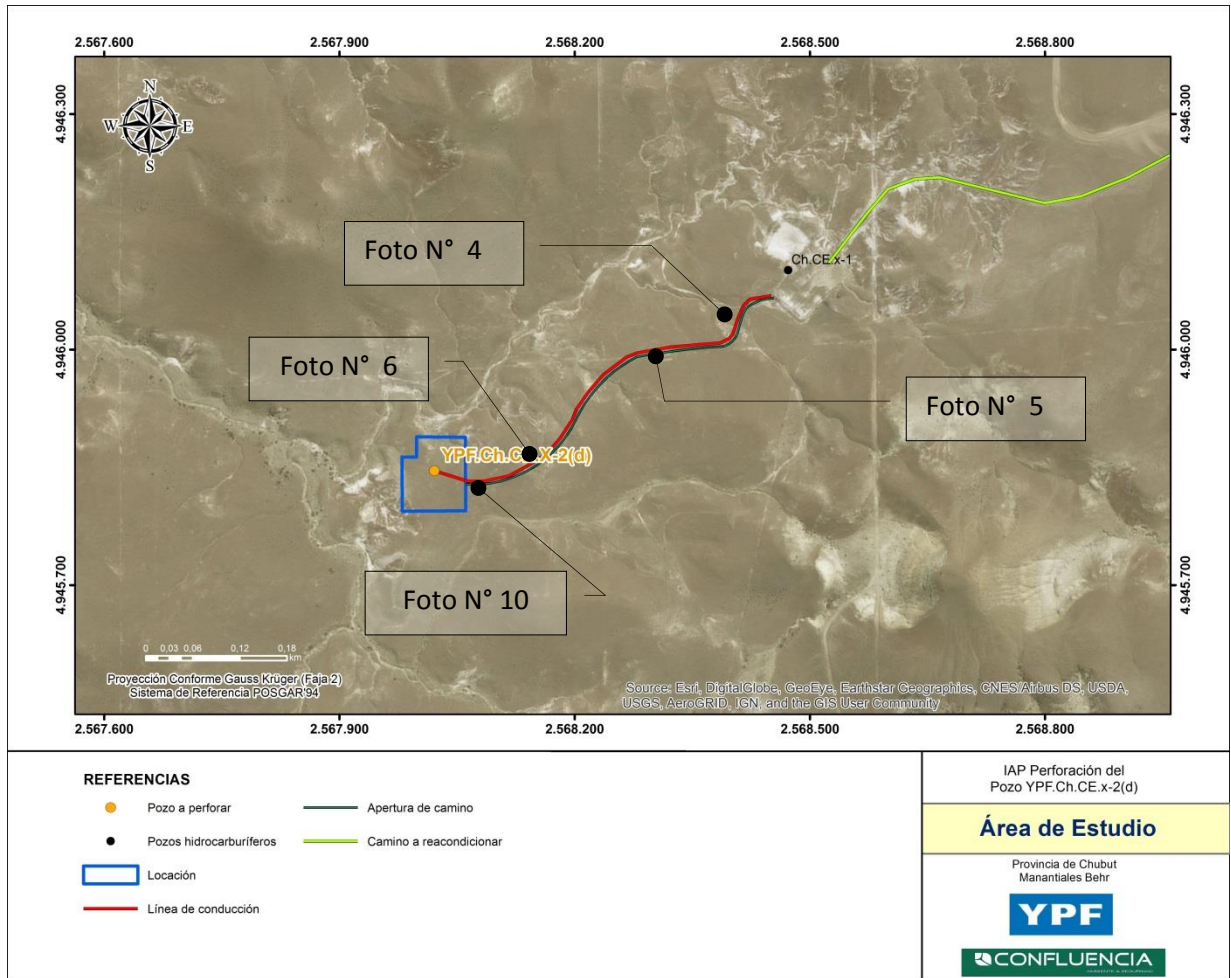 2.567.600 2.567.900 2.568.200 2.568.500 2.568.800
4.946.300 4.946.300
N
W E
S
Foto N° 4
Ch.CE.x-1
4.946.000 4.946.000
Foto N° 6
Foto N° 5
YPF.Ch.CE.X-2(d)
Foto N° 10
4.945.700 4.945.700
0 0,03 0,06 0,12 0,18
km
Proyección Conforme Gauss Krüger (Faja 2)
Sistema de Referencia POSGAR'94
Source: Esri, DigitalGlobe, GeoEye, Earthstar Geographics, CNES/Airbus DS, USDA,
USGS, AeroGRID, IGN, and the GIS User Community
2.567.600 2.567.900 2.568.200 2.568.500 2.568.800
REFERENCIAS
Pozo a perforar
Apertura de camino
Pozos hidrocarburíferos
Camino a reacondicionar
Locación
Línea de conducción
IAP Perforación del
Pozo YPF.Ch.CE.x-2(d)
Área de Estudio
Provincia de Chubut
Manantiales Behr
YPF
CONFLUENCIA